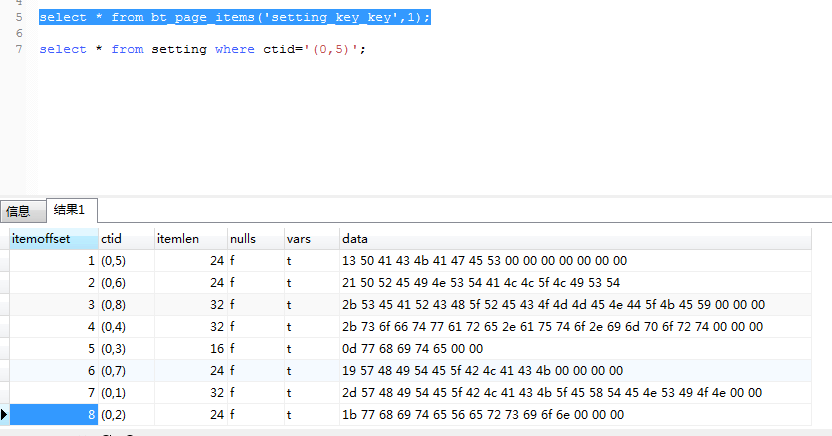 5 select * from bt_page_items('setting_key_key',1);
6
7 select * from setting where ctid='(0,5)';
信息 结果1
itemoffset ctid itemlen nulls vars data
1 (0,5) 24 f t 13 50 41 43 4b 41 47 45 53 00 00 00 00 00 00 00
2 (0,6) 24 f t 21 50 52 45 49 4e 53 54 41 4c 4c 5f 4c 49 53 54
3 (0,8) 32 f t 2b 53 45 41 52 43 48 5f 52 45 43 4f 4d 4d 45 4e 44 5f 4b 45 59 00 00 00
4 (0,4) 32 f t 2b 73 6f 66 74 77 61 72 65 2e 61 75 74 6f 2e 69 6d 70 6f 72 74 00 00 00
5 (0,3) 16 f t 0d 77 68 69 74 65 00 00
6 (0,7) 24 f t 19 57 48 49 54 45 5f 42 4c 41 43 4b 00 00 00 00
7 (0,1) 32 f t 2d 57 48 49 54 45 5f 42 4c 41 43 4b 5f 45 58 54 45 4e 53 49 4f 4e 00 00
8 (0,2) 24 f t 1b 77 68 69 74 65 56 65 72 73 69 6f 6e 00 00 00